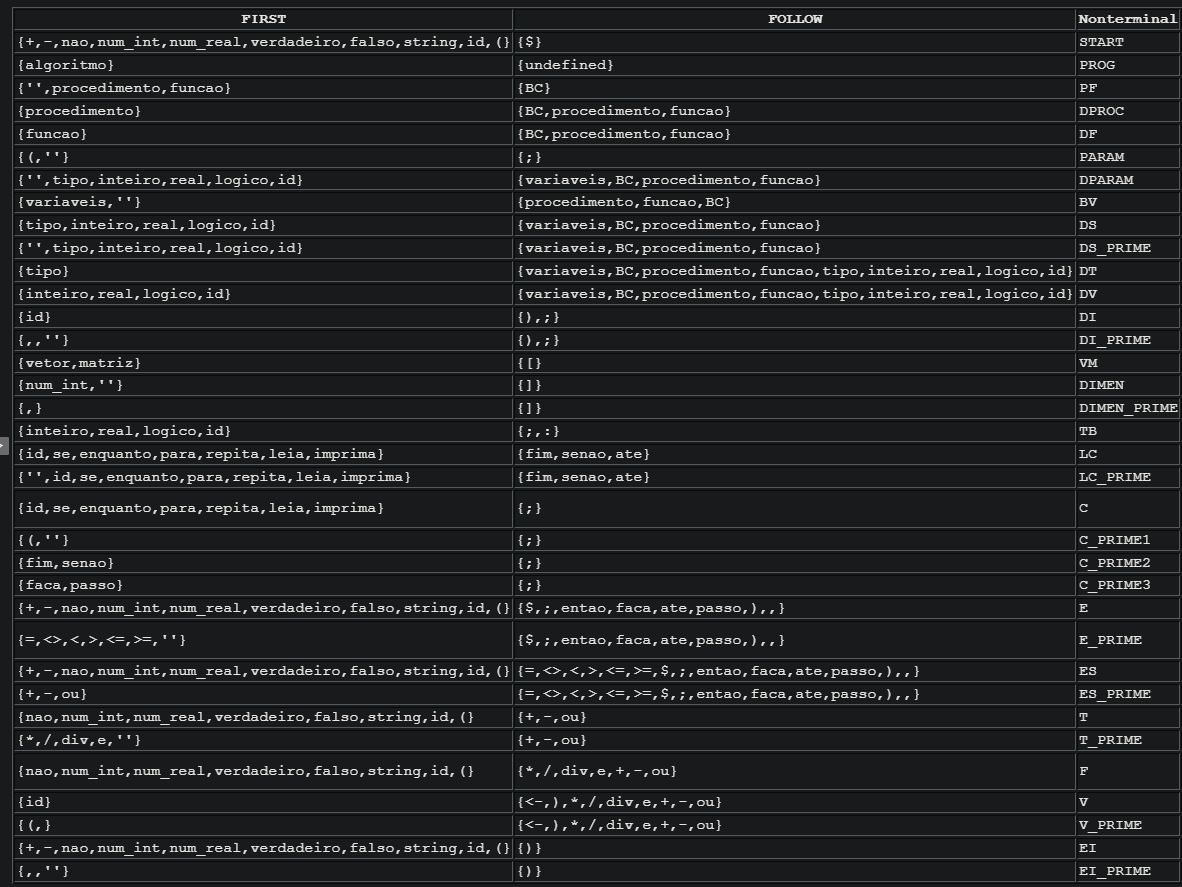 FIRST FOLLOW Nonterminal
{+,-,nao,num_int,num_real,verdadeiro,falso,string,id,(} {$} START
{algoritmo} {undefined} PROG
{'',procedimento,funcao} {BC} PF
{procedimento} {BC,procedimento,funcao} DPROC
{funcao} {BC,procedimento,funcao} DF
{(,''} {;} PARAM
{'',tipo,inteiro,real,logico,id} {variaveis,BC,procedimento,funcao} DPARAM
{variaveis,''} {procedimento,funcao,BC} BV
{tipo,inteiro,real,logico,id} {variaveis,BC,procedimento,funcao} DS
{'',tipo,inteiro,real,logico,id} {variaveis,BC,procedimento,funcao} DS_PRIME
{tipo} {variaveis,BC,procedimento,funcao,tipo,inteiro,real,logico,id} DT
{inteiro,real,logico,id} {variaveis,BC,procedimento,funcao,tipo,inteiro,real,logico,id} DV
{id} {),;} DI
{,,''} {),;} DI_PRIME
{vetor,matriz} {[} VM
{num_int,''} {]} DIMEN
{,} {]} DIMEN_PRIME
{inteiro,real,logico,id} {;,:} TB
{id,se,enquanto,para,repita,leia,imprima} {fim,senao,ate} LC
{'',id,se,enquanto,para,repita,leia,imprima} {fim,senao,ate} LC_PRIME
{id,se,enquanto,para,repita,leia,imprima} {;} C
{(,''} {;} C_PRIME1
{fim,senao} {;} C_PRIME2
{faca,passo} {;} C_PRIME3
{+,-,nao,num_int,num_real,verdadeiro,falso,string,id,(} {$,;,entao,faca,ate,passo,),,} E
{=,<>,<,>,<=,>=,''} {$,;,entao,faca,ate,passo,),,} E_PRIME
{+,-,nao,num_int,num_real,verdadeiro,falso,string,id,(} {=,<>,<,>,<=,>=,$,;,entao,faca,ate,passo,),,} ES
{+,-,ou} {=,<>,<,>,<=,>=,$,;,entao,faca,ate,passo,),,} ES_PRIME
{nao,num_int,num_real,verdadeiro,falso,string,id,(} {+,-,ou} T
{*,/,div,e,''} {+,-,ou} T_PRIME
{nao,num_int,num_real,verdadeiro,falso,string,id,(} {*,/,div,e,+,-,ou} F
{id} {<-,),*,/,div,e,+,-,ou} V
{(,} {<-,),*,/,div,e,+,-,ou} V_PRIME
{+,-,nao,num_int,num_real,verdadeiro,falso,string,id,(} {)} EI
{,,''} {)} EI_PRIME